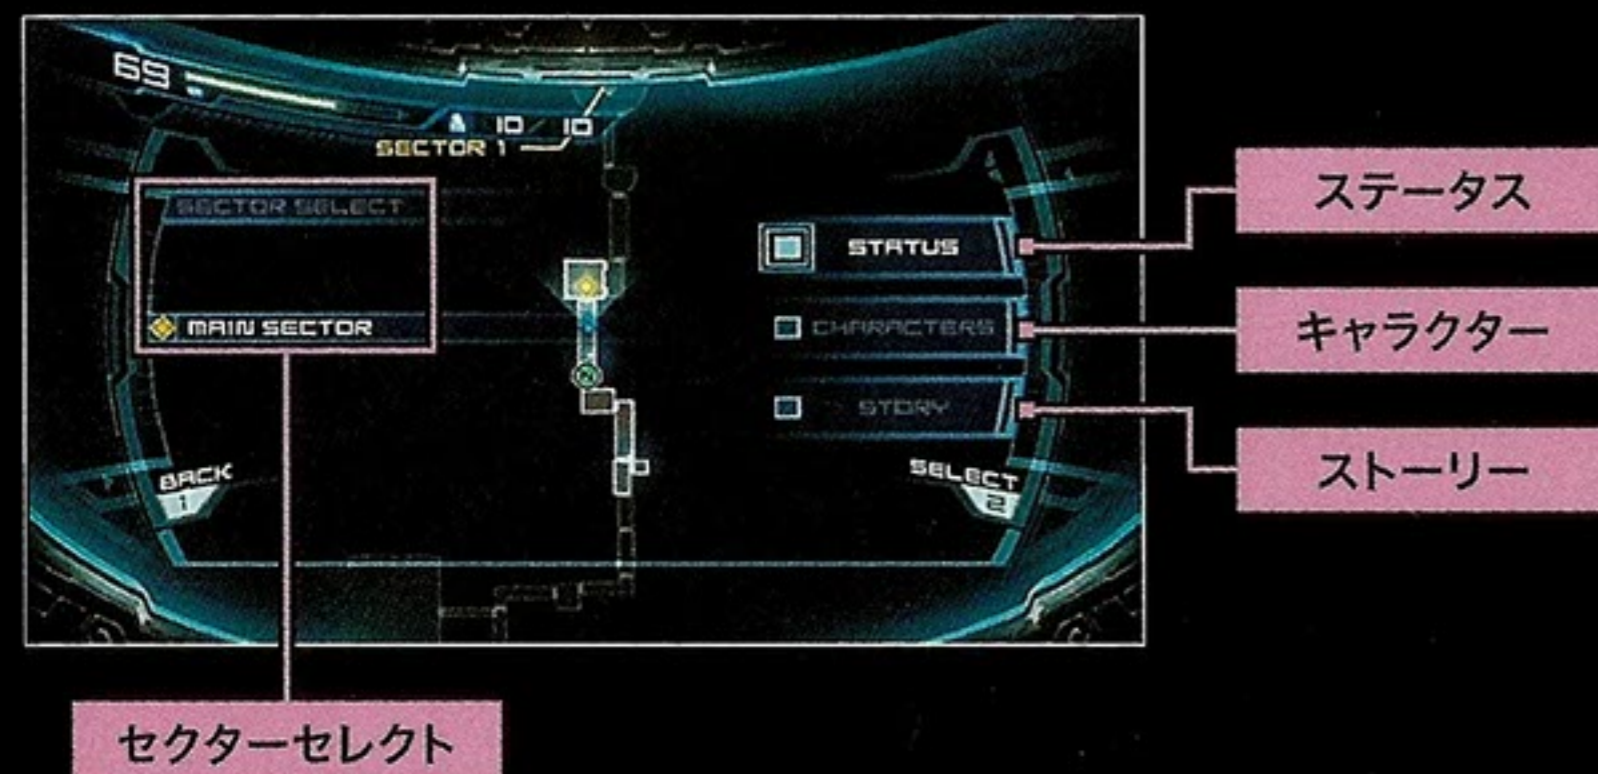 69
10 / 10
SECTOR 1
SECTOR SELECT
MAIN SECTOR
STATUS
CHARACTERS
STORY
BACK
1
SELECT
2
ステータス
キャラクター
ストーリー
セクターセレクト